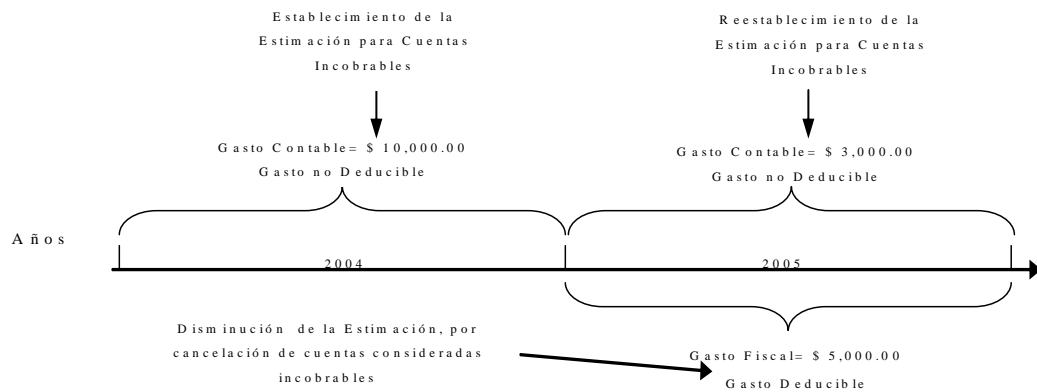 Establecimiento de la
Estimación para Cuentas
Incobrables
Reestablecimiento de la
Estimación para Cuentas
Incobrables
Gasto Contable= $ 10,000.00
Gasto no Deducible
Gasto Contable= $ 3,000.00
Gasto no Deducible
Años
2004
2005
Disminución de la Estimación, por
cancelación de cuentas consideradas
incobrables
Gasto Fiscal= $ 5,000.00
Gasto Deducible